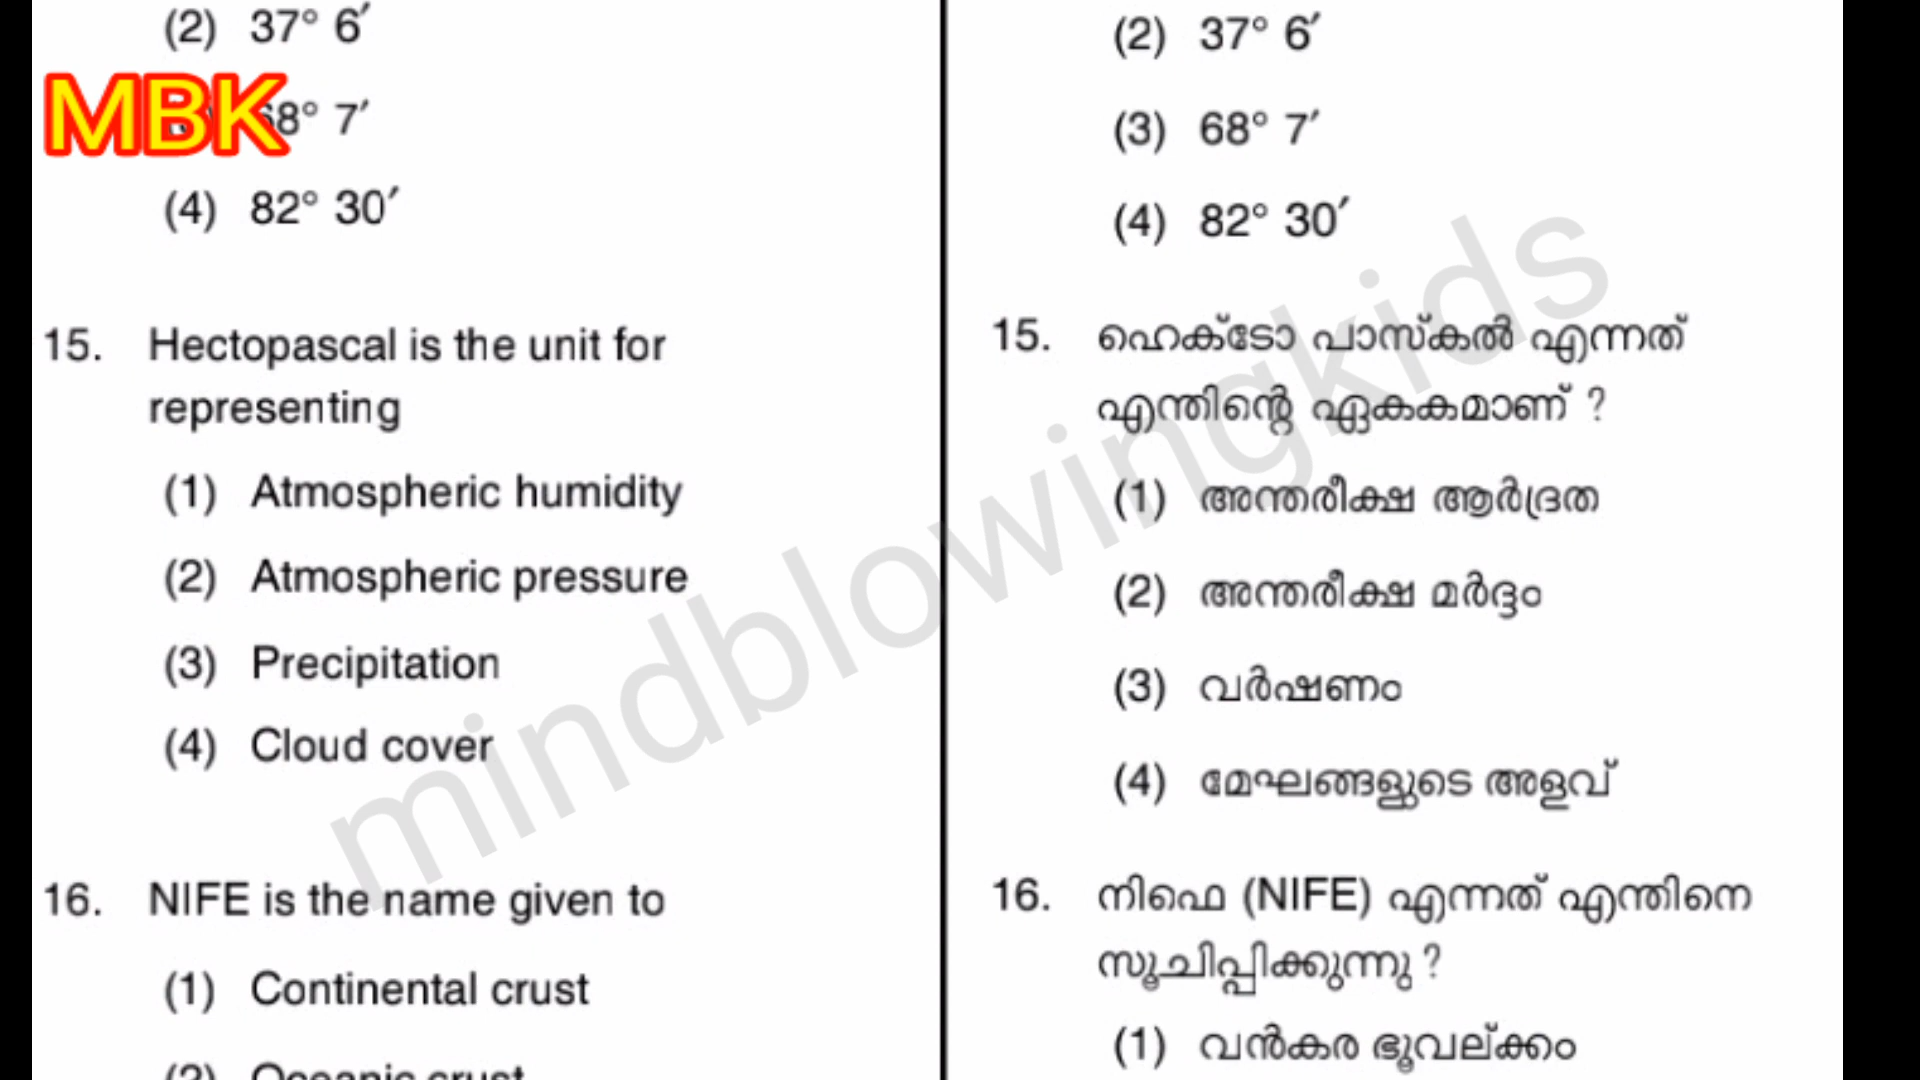 (2) 37° 6′
MBK
8° 7′
(4) 82° 30′
15. Hectopascal is the unit for
representing
(1) Atmospheric humidity
(2) Atmospheric pressure
(3) Precipitation
(4) Cloud cover
16. NIFE is the name given to
(1) Continental crust
(2) Oceanic crust
(2) 37° 6′
(3) 68° 7′
(4) 82° 30′
15. ഹെക്ടോ പാസ്കൽ എന്നത്
എന്തിന്റെ ഏകകമാണ് ?
(1) അന്തരീക്ഷ ആർദ്രത
(2) അന്തരീക്ഷ മർദ്ദം
(3) വർഷണം
(4) മേഘങ്ങളുടെ അളവ്
16. നിഫെ (NIFE) എന്നത് എന്തിനെ
സൂചിപ്പിക്കുന്നു ?
(1) വൻകര ഭൂവല്ക്കം
mindblowingkids